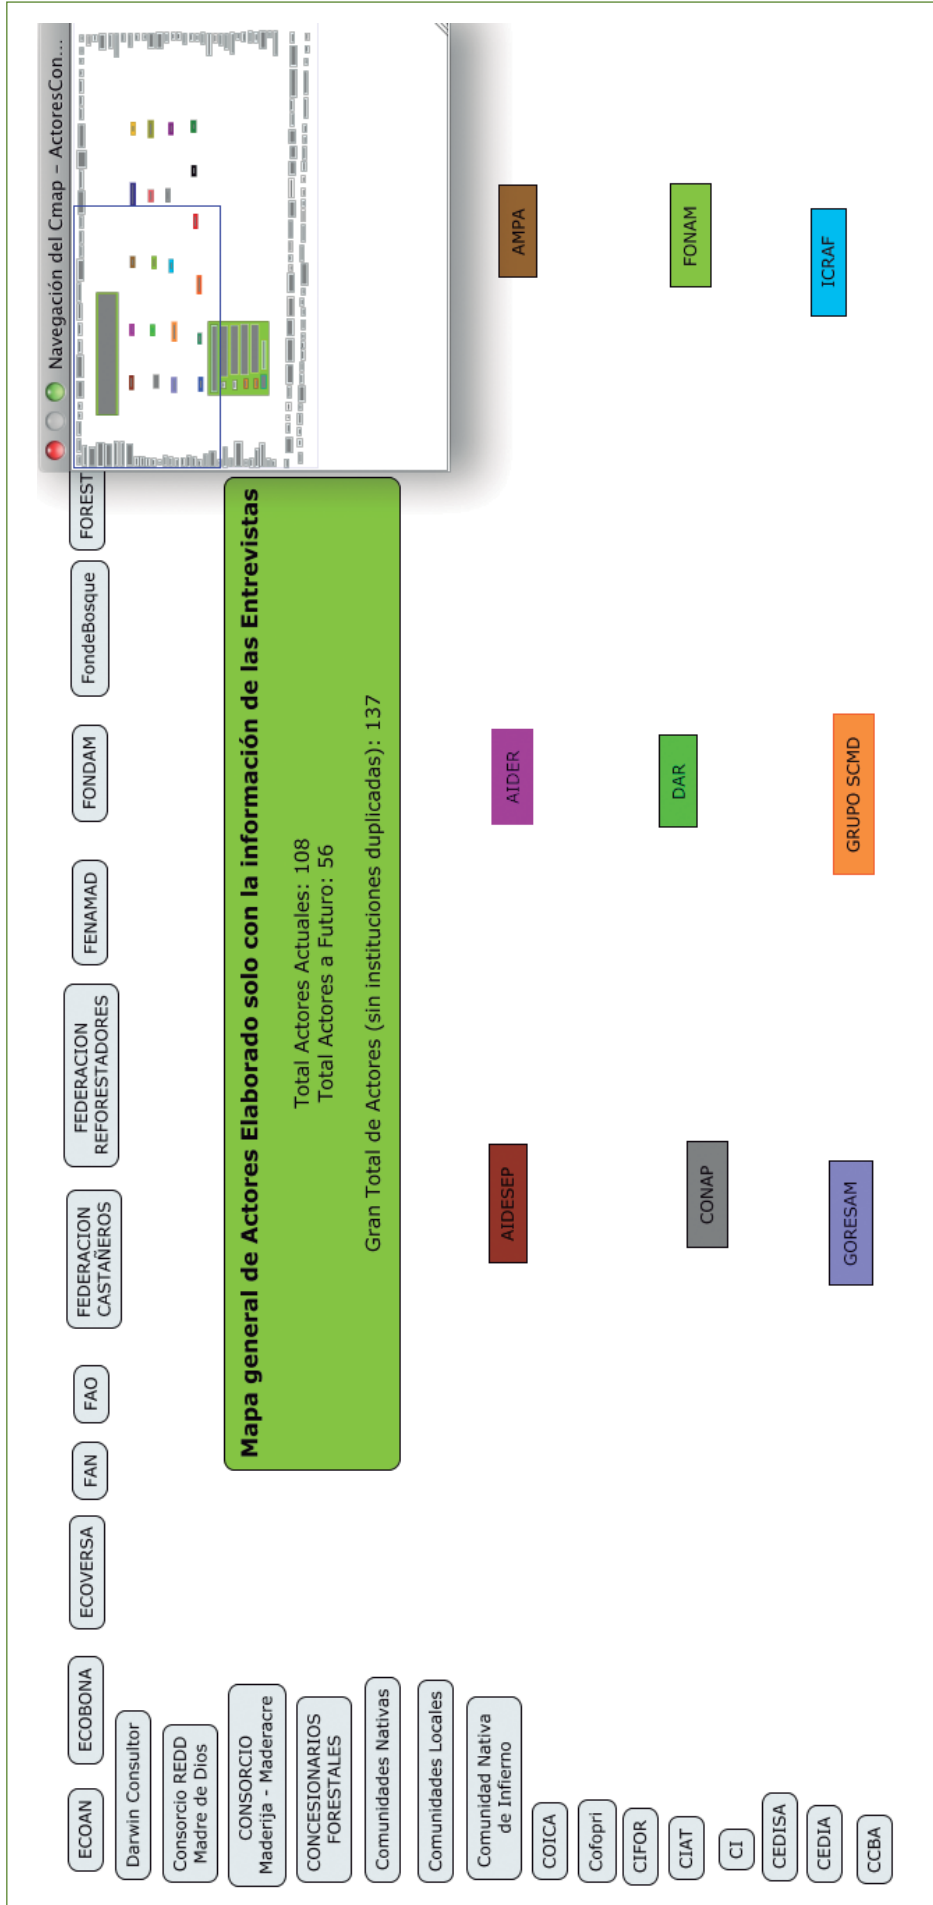 Navegación del Cmap – ActoresCon...
ECOAN
ECOBONA
ECOVERSA
FAN
FAO
FEDERACION
CASTAÑEROS
FEDERACION
REFORESTADORES
FENAMAD
FONDAM
FondeBosque
FOREST
Darwin Consultor
Consorcio REDD
Madre de Dios
CONSORCIO
Maderija - Maderacre
CONCESIONARIOS
FORESTALES
Comunidades Nativas
Comunidades Locales
Comunidad Nativa
de Infierno
COICA
Cofopri
CIFOR
CIAT
CI
CEDISA
CEDIA
CCBA
Mapa general de Actores Elaborado solo con la información de las Entrevistas
Total Actores Actuales: 108
Total Actores a Futuro: 56
Gran Total de Actores (sin instituciones duplicadas): 137
AIDESEP
AIDER
AMPA
CONAP
DAR
FONAM
GORESAM
GRUPO SCMD
ICRAF